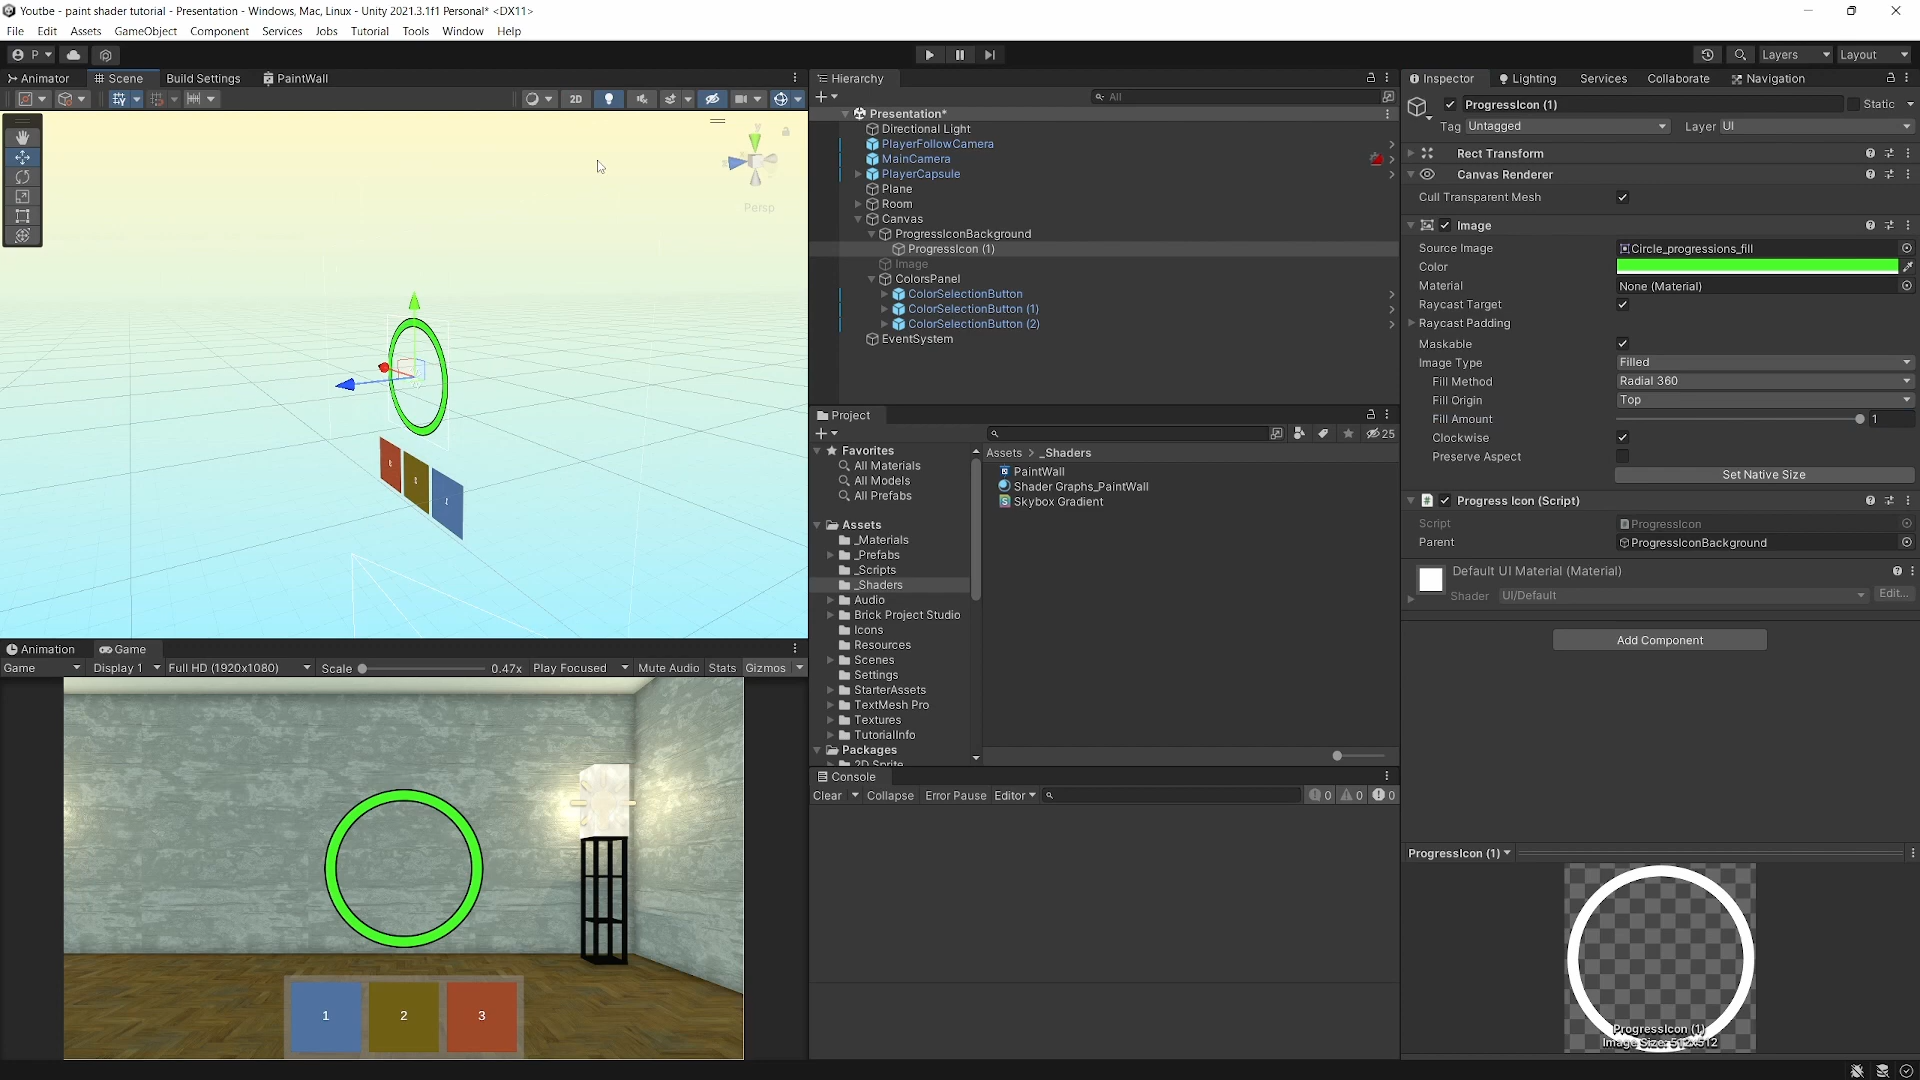 Youtbe - paint shader tutorial - Presentation - Windows, Mac, Linux - Unity 2021.3.1f1 Personal* <DX11>
File Edit Assets GameObject Component Services Jobs Tutorial Tools Window Help
P Layers Layout
Animator Scene Build Settings PaintWall
2D
Persp
Hierarchy
All
Presentation*
Directional Light
PlayerFollowCamera
MainCamera
PlayerCapsule
Plane
Room
Canvas
ProgressIconBackground
ProgressIcon (1)
Image
ColorsPanel
ColorSelectionButton
ColorSelectionButton (1)
ColorSelectionButton (2)
EventSystem
Project
25
Favorites
All Materials
All Models
All Prefabs
Assets
_Materials
_Prefabs
_Scripts
_Shaders
Audio
Brick Project Studio
Icons
Resources
Scenes
Settings
StarterAssets
TextMesh Pro
Textures
TutorialInfo
Packages
2D Sprite
Assets > _Shaders
PaintWall
Shader Graphs_PaintWall
Skybox Gradient
Console
Clear Collapse Error Pause Editor 0 0 0
Animation Game
Game Display 1 Full HD (1920x1080) Scale 0.47x Play Focused Mute Audio Stats Gizmos
1 2 3
Inspector Lighting Services Collaborate Navigation
ProgressIcon (1) Static
Tag Untagged Layer UI
Rect Transform
Canvas Renderer
Cull Transparent Mesh
Image
Source Image Circle_progressions_fill
Color
Material None (Material)
Raycast Target
Raycast Padding
Maskable
Image Type Filled
Fill Method Radial 360
Fill Origin Top
Fill Amount 1
Clockwise
Preserve Aspect
Set Native Size
Progress Icon (Script)
Script ProgressIcon
Parent ProgressIconBackground
Default UI Material (Material)
Shader UI/Default Edit...
Add Component
ProgressIcon (1)
ProgressIcon (1)
Image Size: 512x512